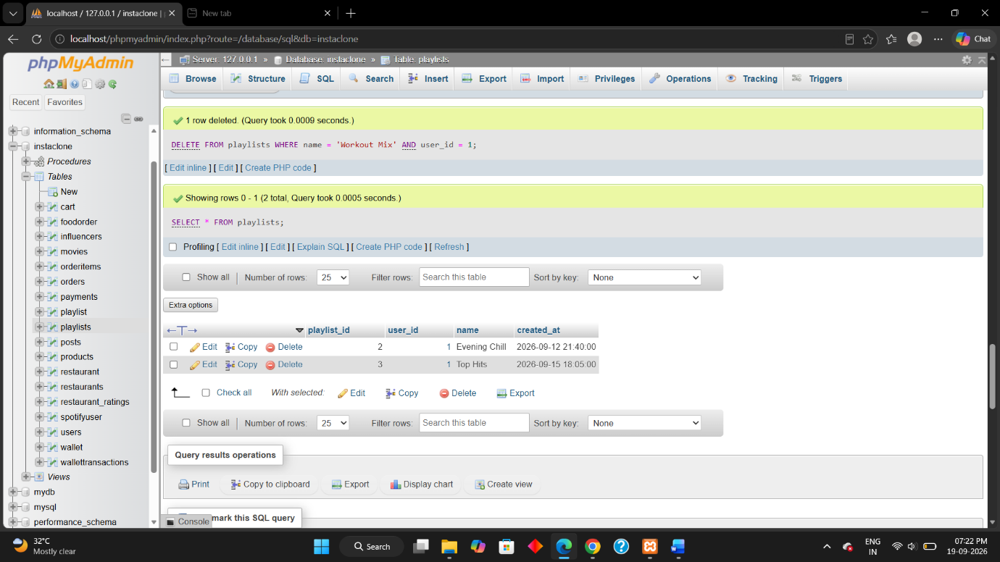 localhost / 127.0.0.1 / instaclone |
New tab
localhost/phpmyadmin/index.php?route=/database/sql&db=instaclone
Chat
phpMyAdmin
Recent Favorites
information_schema
instaclone
Procedures
Tables
New
cart
foodorder
influencers
movies
orderitems
orders
payments
playlist
playlists
posts
products
restaurant
restaurants
restaurant_ratings
spotifyuser
users
wallet
wallettransactions
Views
mydb
mysql
performance_schema
Server: 127.0.0.1 » Database: instaclone » Table: playlists
Browse Structure SQL Search Insert Export Import Privileges Operations Tracking Triggers
1 row deleted. (Query took 0.0009 seconds.)
DELETE FROM playlists WHERE name = 'Workout Mix' AND user_id = 1;
[ Edit inline ] [ Edit ] [ Create PHP code ]
Showing rows 0 - 1 (2 total, Query took 0.0005 seconds.)
SELECT * FROM playlists;
Profiling [ Edit inline ] [ Edit ] [ Explain SQL ] [ Create PHP code ] [ Refresh ]
Show all | Number of rows: 25 Filter rows: Search this table Sort by key: None
Extra options
←T→ playlist_id user_id name created_at
Edit Copy Delete 2 1 Evening Chill 2026-09-12 21:40:00
Edit Copy Delete 3 1 Top Hits 2026-09-15 18:05:00
Check all With selected: Edit Copy Delete Export
Show all | Number of rows: 25 Filter rows: Search this table Sort by key: None
Query results operations
Print Copy to clipboard Export Display chart Create view
mark this SQL query
Console
32°C
Mostly clear
Search
ENG
IN
07:22 PM
19-09-2026